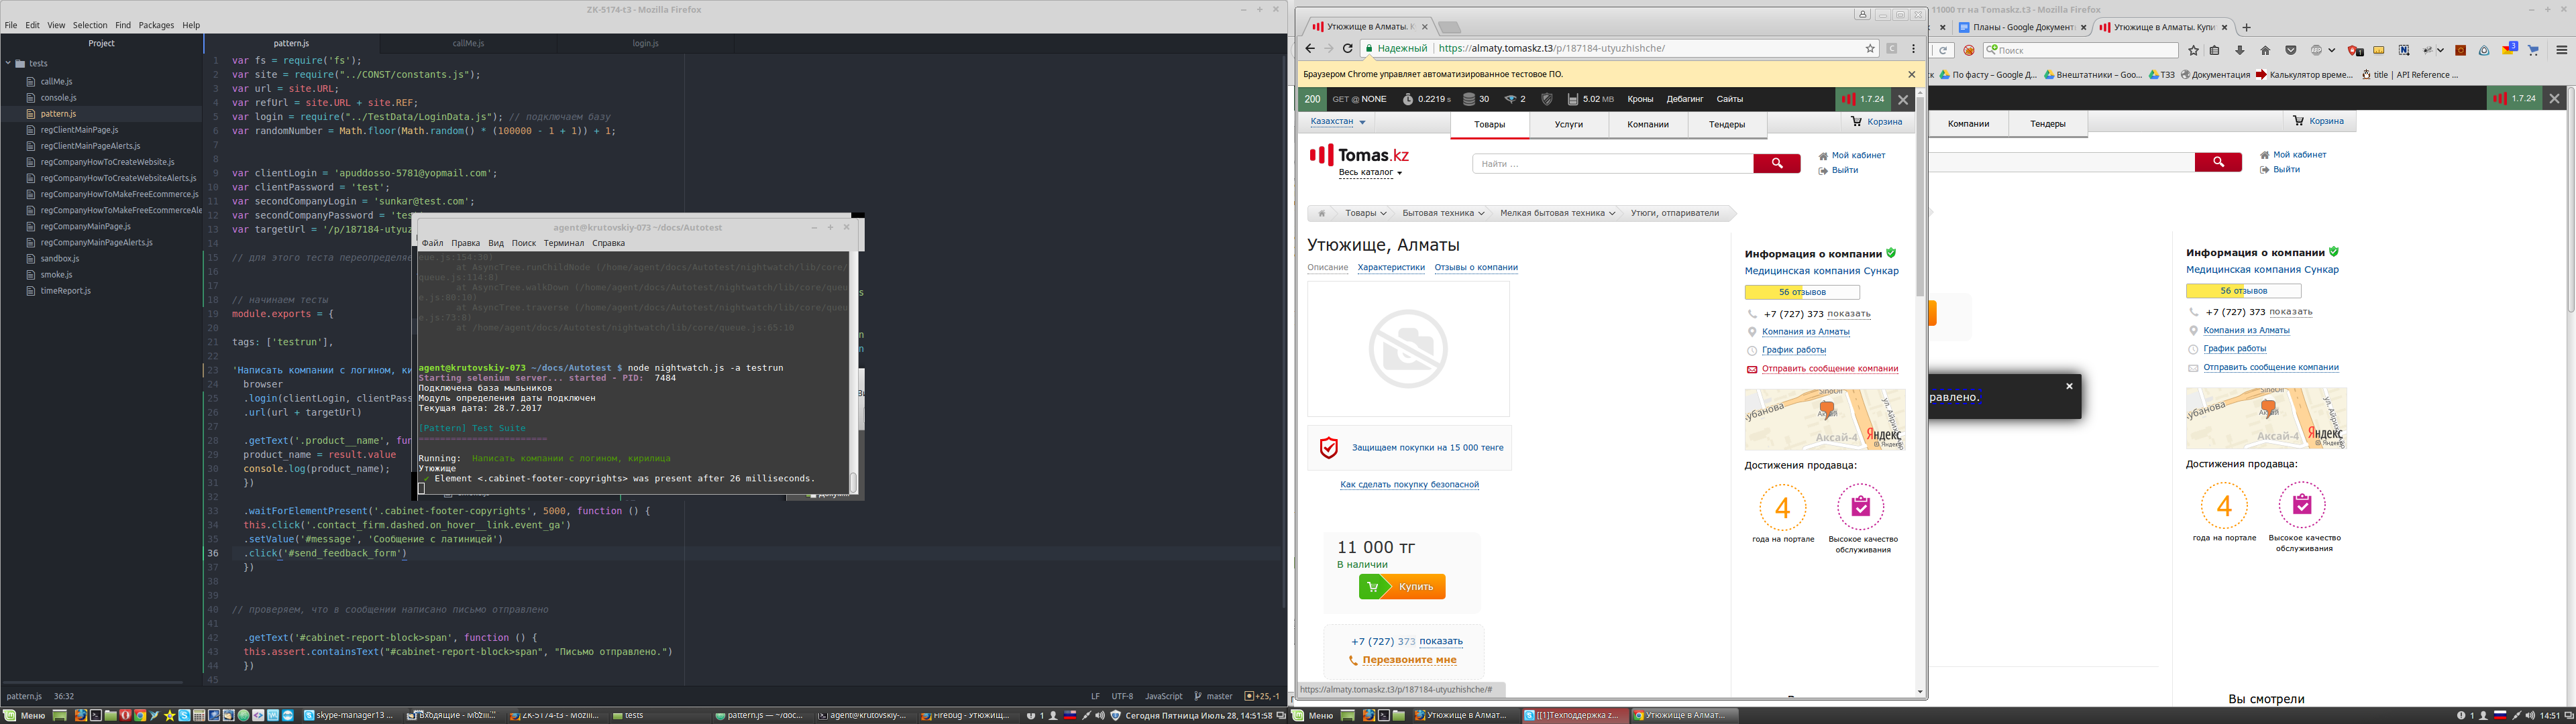 ZK-5174-t3 - Mozilla Firefox
File Edit View Selection Find Packages Help
Project
tests
callMe.js
console.js
pattern.js
regClientMainPage.js
regClientMainPageAlerts.js
regCompanyHowToCreateWebsite.js
regCompanyHowToCreateWebsiteAlerts.js
regCompanyHowToMakeFreeEcommerce.js
regCompanyHowToMakeFreeEcommerceAle
regCompanyMainPage.js
regCompanyMainPageAlerts.js
sandbox.js
smoke.js
timeReport.js
pattern.js callMe.js login.js
1 var fs = require('fs');
2 var site = require("../CONST/constants.js");
3 var url = site.URL;
4 var refUrl = site.URL + site.REF;
5 var login = require("../TestData/LoginData.js"); // подключаем базу
6 var randomNumber = Math.floor(Math.random() * (100000 - 1 + 1)) + 1;
7
8
9 var clientLogin = 'apuddosso-5781@yopmail.com';
10 var clientPassword = 'test';
11 var secondCompanyLogin = 'sunkar@test.com';
12 var secondCompanyPassword = 'tes
13 var targetUrl = '/p/187184-utyuz
14
15 // для этого теста переопределяе
16
17
18 // начинаем тесты
19 module.exports = {
20
21 tags: ['testrun'],
22
23 'Написать компании с логином, ки
24 browser
25 .login(clientLogin, clientPass
26 .url(url + targetUrl)
27
28 .getText('.product__name', fun
29 product_name = result.value
30 console.log(product_name);
31 })
32
33 .waitForElementPresent('.cabinet-footer-copyrights', 5000, function () {
34 this.click('.contact_firm.dashed.on_hover__link.event_ga')
35 .setValue('#message', 'Сообщение с латиницей')
36 .click('#send_feedback_form')
37 })
38
39
40 // проверяем, что в сообщении написано письмо отправлено
41
42 .getText('#cabinet-report-block>span', function () {
43 this.assert.containsText("#cabinet-report-block>span", "Письмо отправлено.")
44 })
45
pattern.js 36:32 LF UTF-8 JavaScript master +25, -1
agent@krutovskiy-073 ~/docs/Autotest
Файл Правка Вид Поиск Терминал Справка
eue.js:154:38)
at AsyncTree.runChildNode (/home/agent/docs/Autotest/nightwatch/lib/core/
queue.js:114:8)
at AsyncTree.walkDown (/home/agent/docs/Autotest/nightwatch/lib/core/queu
e.js:80:10)
at AsyncTree.traverse (/home/agent/docs/Autotest/nightwatch/lib/core/queu
e.js:73:8)
at /home/agent/docs/Autotest/nightwatch/lib/core/queue.js:65:10
agent@krutovskiy-073 ~/docs/Autotest $ node nightwatch.js -a testrun
Starting selenium server... started - PID: 7484
Подключена база мыльников
Модуль определения даты подключен
Текущая дата: 28.7.2017
[Pattern] Test Suite
========================
Running: Написать компании с логином, кирилица
Утюжище
✓ Element <.cabinet-footer-copyrights> was present after 26 milliseconds.
Утюжище в Алматы. К
Надежный https://almaty.tomaskz.t3/p/187184-utyuzhishche/
Браузером Chrome управляет автоматизированное тестовое ПО.
200 GET @ NONE 0.2219 s 30 2 5.02 MB Кроны Дебагинг Сайты 1.7.24
Казахстан Товары Услуги Компании Тендеры Корзина
Tomas.kz
Весь каталог
Найти ...
Мой кабинет
Выйти
Товары Бытовая техника Мелкая бытовая техника Утюги, отпариватели
Утюжище, Алматы
Описание Характеристики Отзывы о компании
Защищаем покупки на 15 000 тенге
Как сделать покупку безопасной
11 000 тг
В наличии
Купить
+7 (727) 373 показать
Перезвоните мне
https://almaty.tomaskz.t3/p/187184-utyuzhishche/#
Информация о компании
Медицинская компания Сункар
56 отзывов
+7 (727) 373 показать
Компания из Алматы
График работы
Отправить сообщение компании
Аксай-4
Яндекс
Достижения продавца:
4
года на портале
Высокое качество
обслуживания
11000 тг на Tomaskz.t3 - Mozilla Firefox
Планы - Google Документ
Утюжище в Алматы. Купи
Поиск
По фасту – Google Д...
Внештатники – Goo...
ТЗЗ
Документация
Калькулятор време...
title | API Reference ...
1.7.24
Компании Тендеры Корзина
Мой кабинет
Выйти
равлено.
Информация о компании
Медицинская компания Сункар
56 отзывов
+7 (727) 373 показать
Компания из Алматы
График работы
Отправить сообщение компании
Аксай-4
Яндекс
Достижения продавца:
4
года на портале
Высокое качество
обслуживания
Вы смотрели
Меню
skype-manager13 ...
Входящие - Mozill...
ZK-5174-t3 - Mozil...
tests
pattern.js — ~/doc...
agent@krutovskiy-...
Firebug - Утюжищ...
Сегодня Пятница Июль 28, 14:51:58
Меню
Утюжище в Алмат...
[[1]Техподдержка z...
Утюжище в Алмат...
14:51